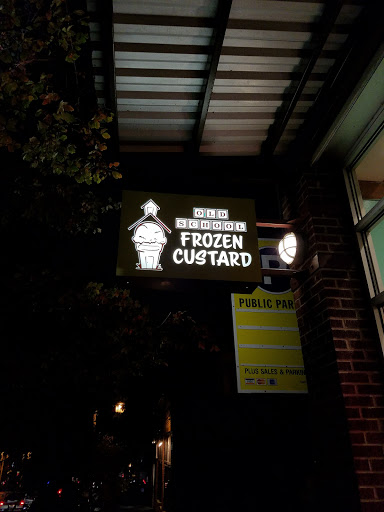 OLD
SCHOOL
FROZEN
CUSTARD
P
PUBLIC PAR
PLUS SALES & PARKIN